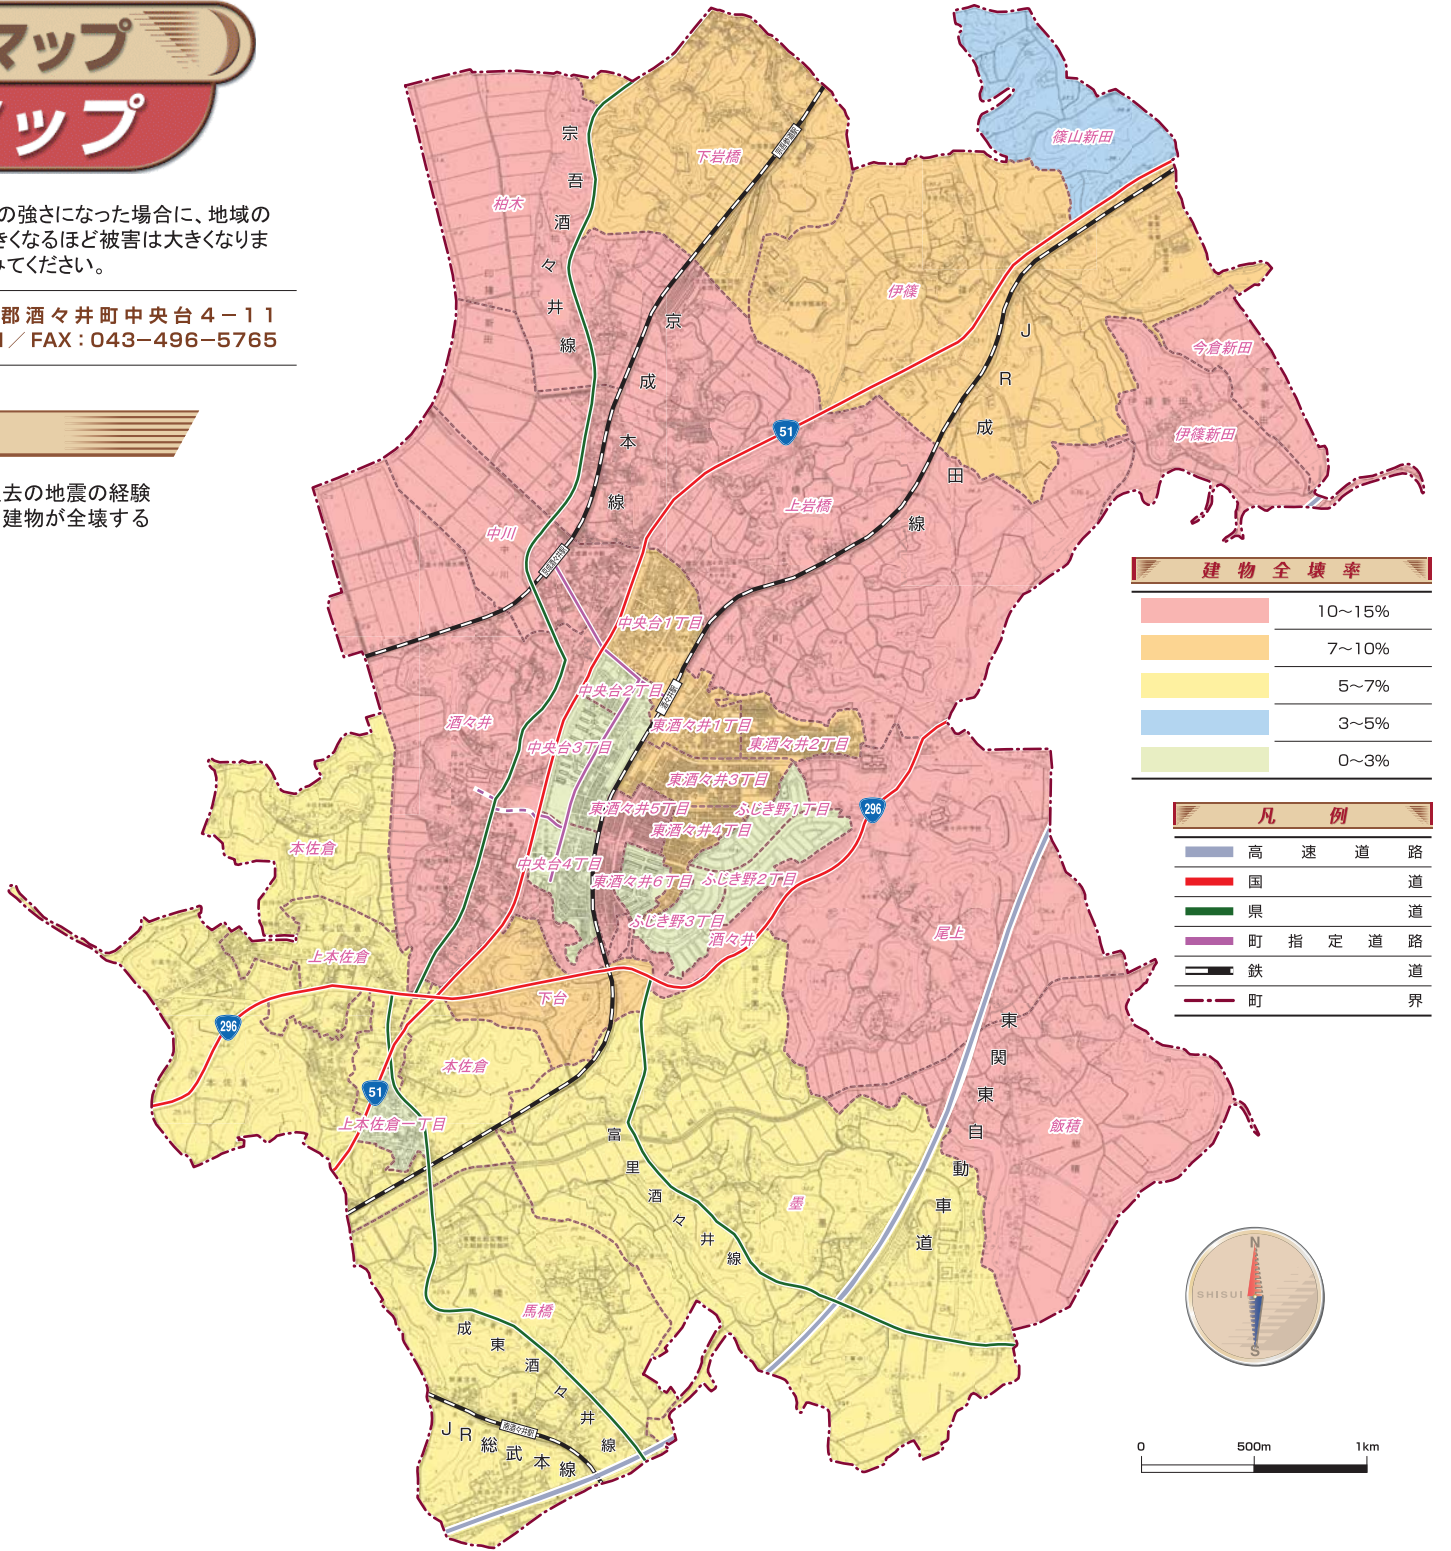 マップ
マップ
の強さになった場合に、地域の
きくなるほど被害は大きくなりま
みてください。
郡酒々井町中央台4-11
/FAX:043-496-5765
去の地震の経験
建物が全壊する
篠山新田
下岩橋
柏木
宗吾酒々井線
伊篠
京成本線
JR成田線
今倉新田
伊篠新田
51
上岩橋
中川
中央台1丁目
中央台2丁目
東酒々井1丁目
酒々井
中央台3丁目
東酒々井2丁目
東酒々井3丁目
東酒々井5丁目
ふじき野1丁目
296
東酒々井4丁目
本佐倉
中央台4丁目
東酒々井6丁目
ふじき野2丁目
ふじき野3丁目
酒々井
尾上
上本佐倉
下台
296
本佐倉
51
上本佐倉一丁目
東関東自動車道
飯積
富里酒々井線
墨
馬橋
成東酒々井線
JR総武本線
建物全壊率
10~15%
7~10%
5~7%
3~5%
0~3%
凡例
高速道路
国道
県道
町指定道路
鉄道
町界
N
SHISUI
S
0 500m 1km